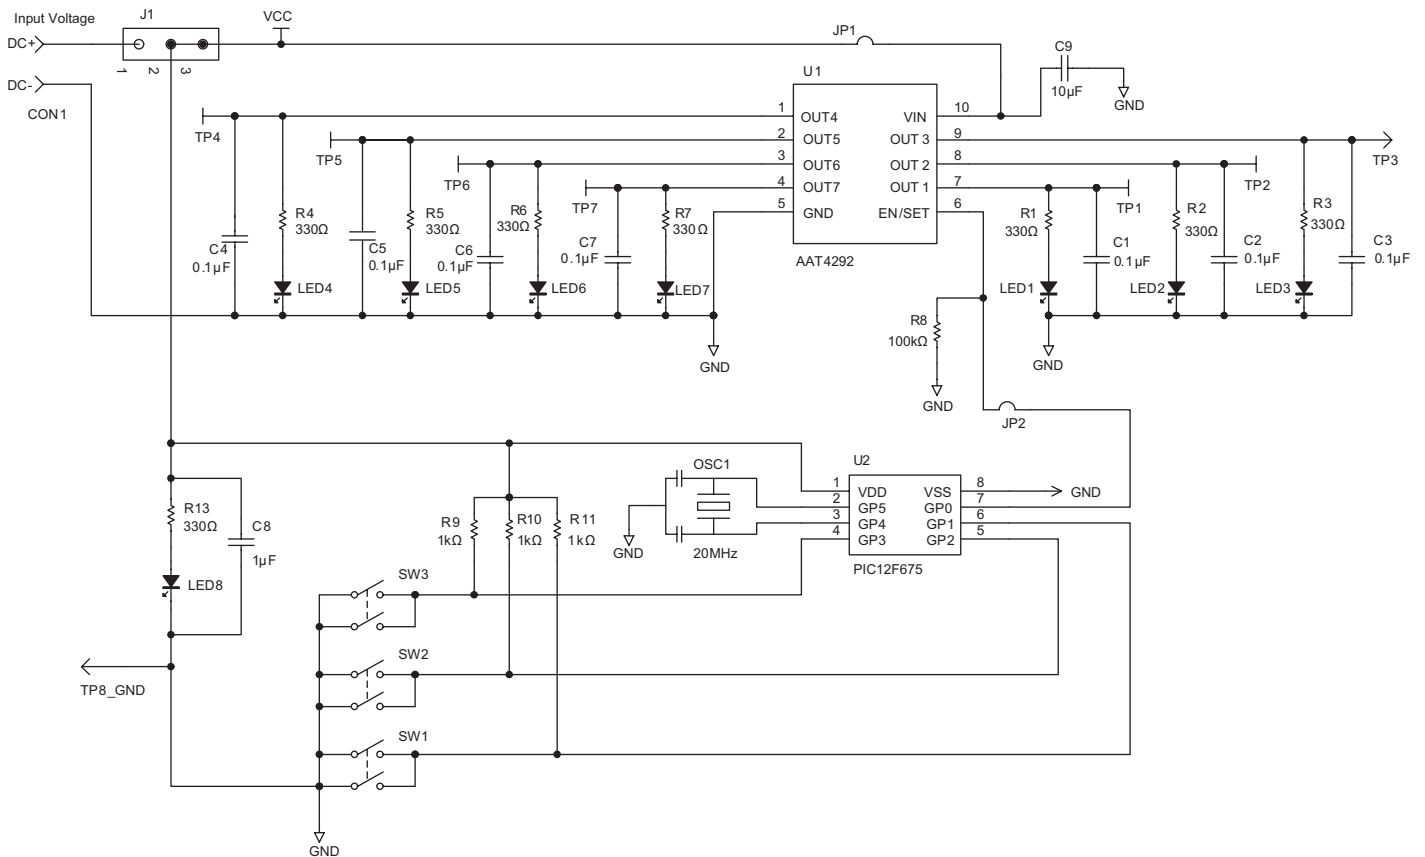 Input Voltage
J1
VCC
DC+
1
2
3
DC-
CON1
JP1
C9
10µF
GND
U1
TP4
TP5
TP6
TP7
1
OUT4
2
OUT5
3
OUT6
4
OUT7
5
GND
VIN
10
OUT 3
9
OUT 2
8
OUT 1
7
EN/SET
6
AAT4292
TP3
TP2
TP1
C4
0.1µF
R4
330Ω
LED4
C5
0.1µF
R5
330Ω
LED5
C6
0.1µF
R6
330Ω
LED6
C7
0.1µF
R7
330Ω
LED7
GND
R1
330Ω
LED1
C1
0.1µF
R2
330Ω
LED2
C2
0.1µF
R3
330Ω
LED3
C3
0.1µF
GND
R8
100kΩ
GND
JP2
R13
330Ω
C8
1µF
LED8
TP8_GND
R9
1kΩ
R10
1kΩ
R11
1kΩ
OSC1
20MHz
GND
U2
1
VDD
2
GP5
3
GP4
4
GP3
VSS
8
GP0
7
GP1
6
GP2
5
PIC12F675
GND
SW3
SW2
SW1
GND